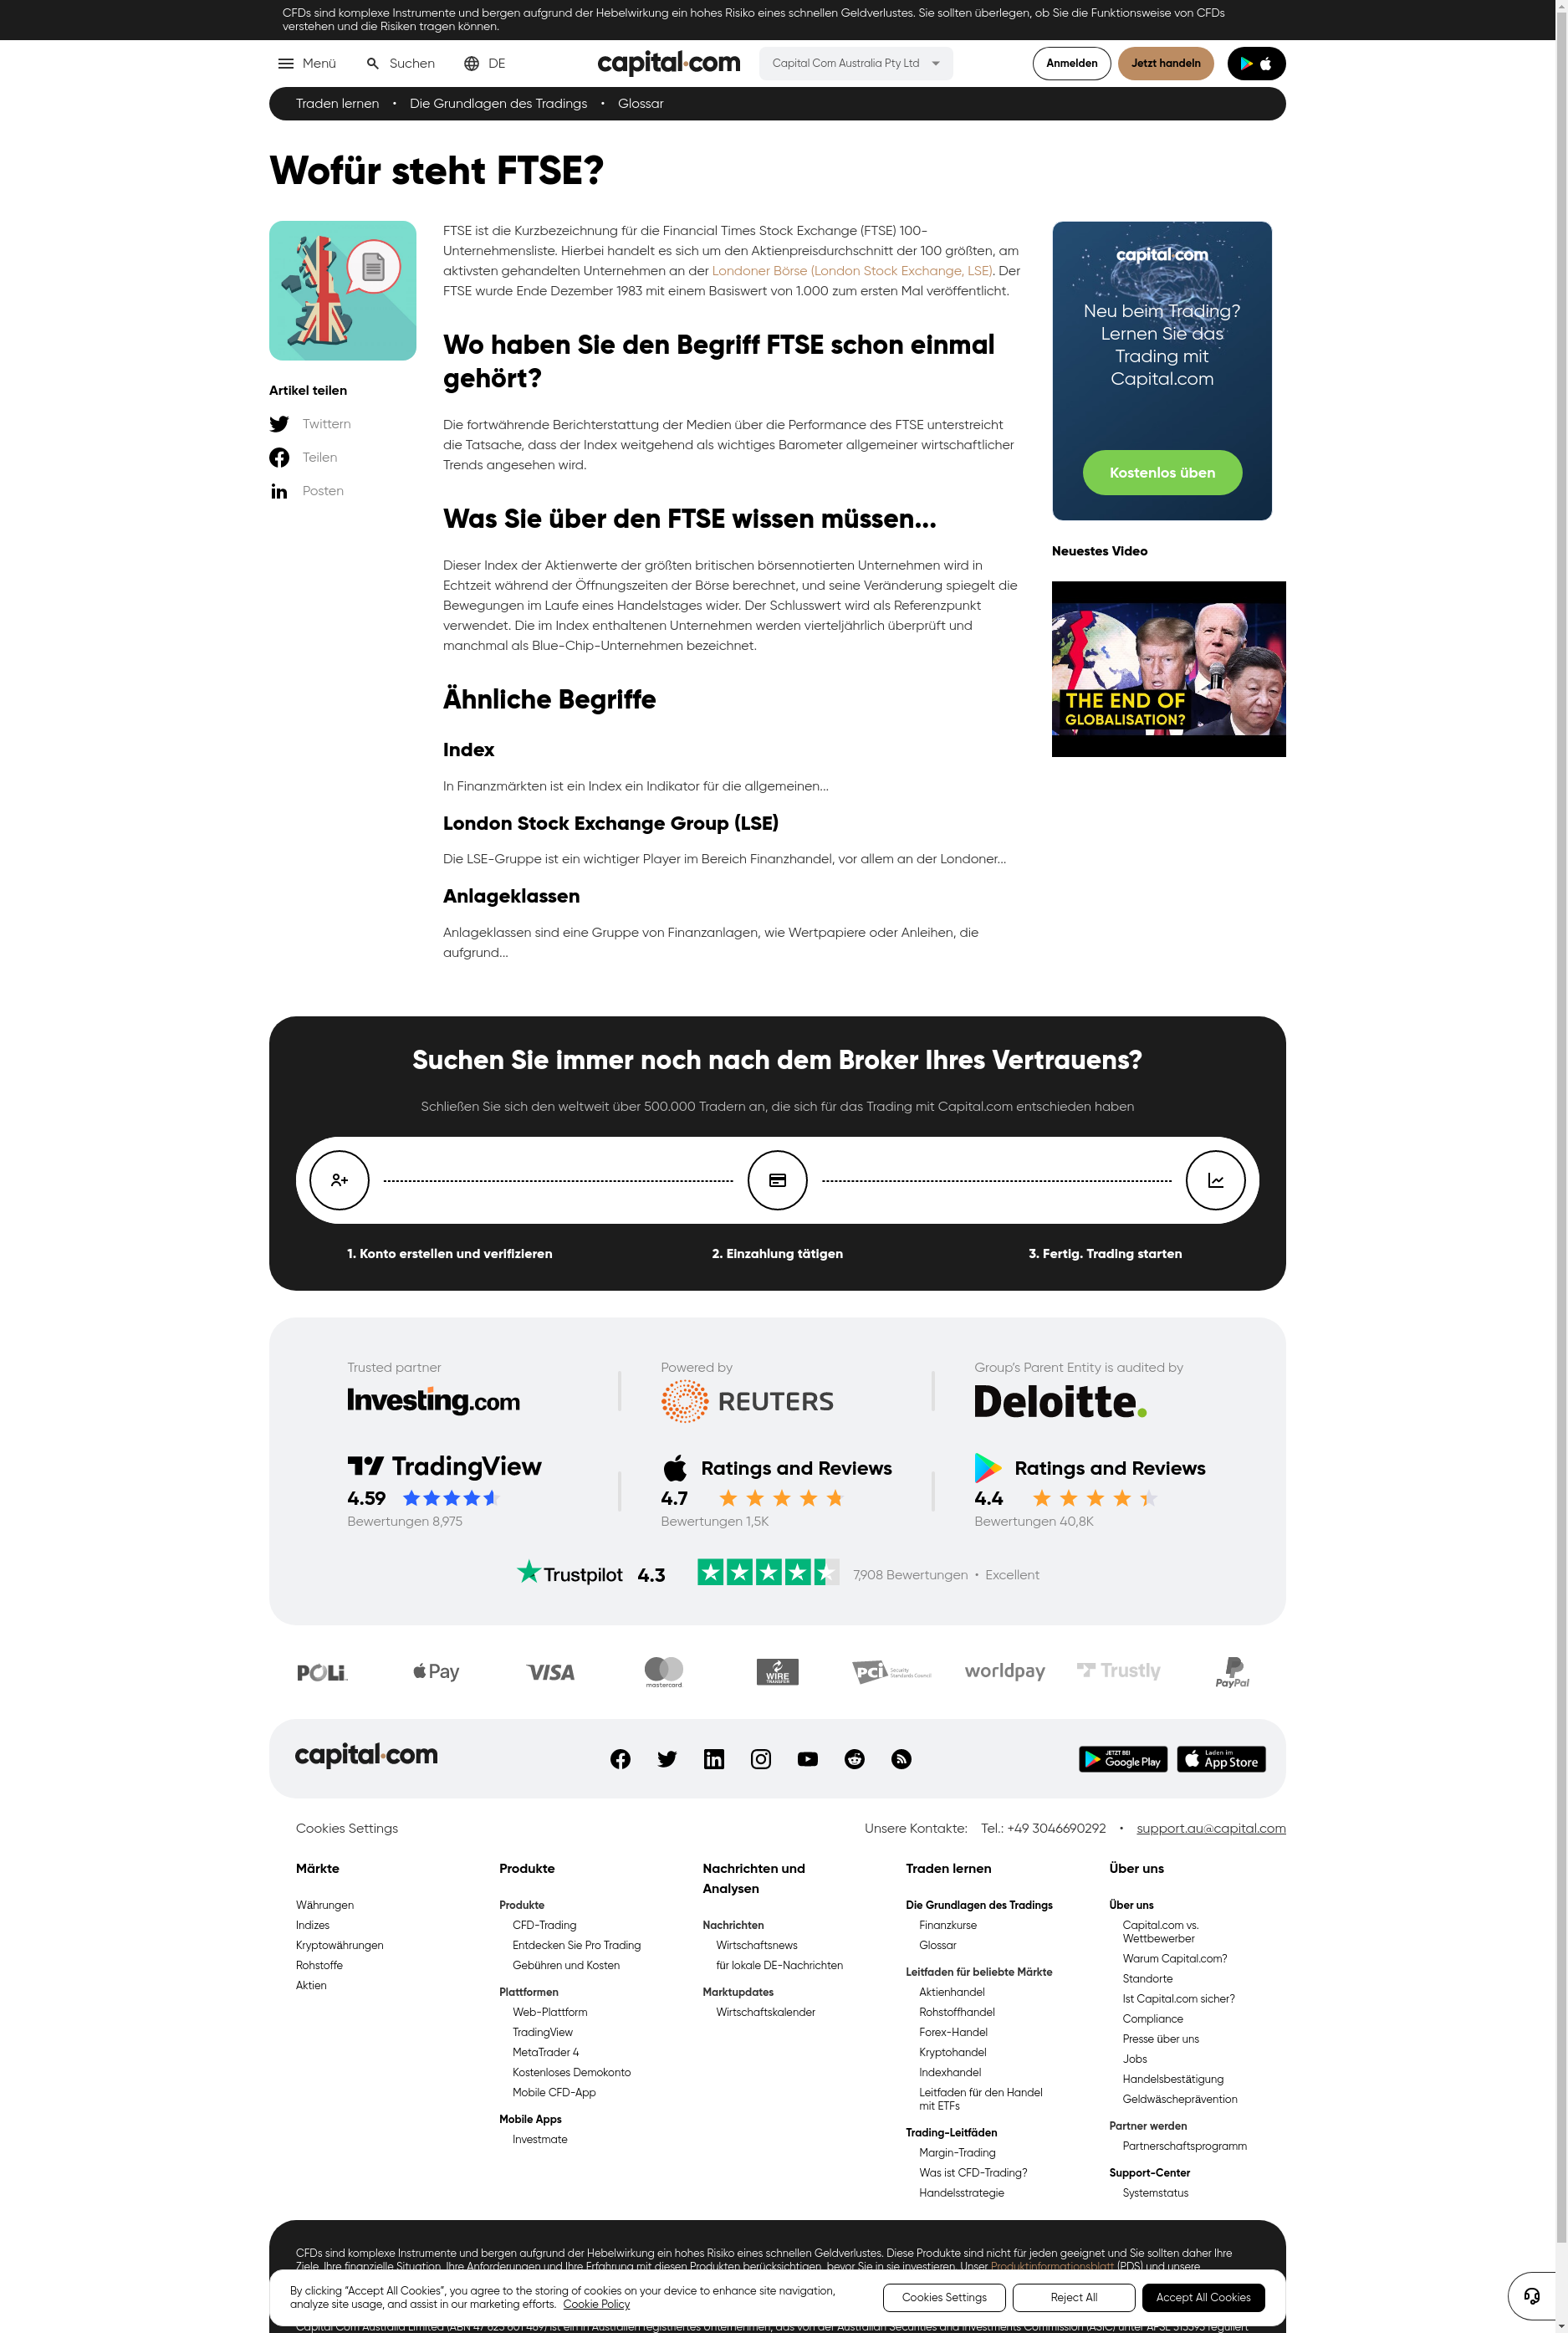 CFDs sind komplexe Instrumente und bergen aufgrund der Hebelwirkung ein hohes Risiko eines schnellen Geldverlustes. Sie sollten überlegen, ob Sie die Funktionsweise von CFDs
verstehen und die Risiken tragen können.
Menü
Suchen
DE
capital.com
Capital Com Australia Pty Ltd
Anmelden
Jetzt handeln
Traden lernen • Die Grundlagen des Tradings • Glossar
Wofür steht FTSE?
Artikel teilen
Twittern
Teilen
Posten
FTSE ist die Kurzbezeichnung für die Financial Times Stock Exchange (FTSE) 100-
Unternehmensliste. Hierbei handelt es sich um den Aktienpreisdurchschnitt der 100 größten, am
aktivsten gehandelten Unternehmen an der Londoner Börse (London Stock Exchange, LSE). Der
FTSE wurde Ende Dezember 1983 mit einem Basiswert von 1.000 zum ersten Mal veröffentlicht.
Wo haben Sie den Begriff FTSE schon einmal
gehört?
Die fortwährende Berichterstattung der Medien über die Performance des FTSE unterstreicht
die Tatsache, dass der Index weitgehend als wichtiges Barometer allgemeiner wirtschaftlicher
Trends angesehen wird.
Was Sie über den FTSE wissen müssen...
Dieser Index der Aktienwerte der größten britischen börsennotierten Unternehmen wird in
Echtzeit während der Öffnungszeiten der Börse berechnet, und seine Veränderung spiegelt die
Bewegungen im Laufe eines Handelstages wider. Der Schlusswert wird als Referenzpunkt
verwendet. Die im Index enthaltenen Unternehmen werden vierteljährlich überprüft und
manchmal als Blue-Chip-Unternehmen bezeichnet.
Ähnliche Begriffe
Index
In Finanzmärkten ist ein Index ein Indikator für die allgemeinen...
London Stock Exchange Group (LSE)
Die LSE-Gruppe ist ein wichtiger Player im Bereich Finanzhandel, vor allem an der Londoner...
Anlageklassen
Anlageklassen sind eine Gruppe von Finanzanlagen, wie Wertpapiere oder Anleihen, die
aufgrund...
capital.com
Neu beim Trading?
Lernen Sie das
Trading mit
Capital.com
Kostenlos üben
Neuestes Video
THE END OF
GLOBALISATION?
Suchen Sie immer noch nach dem Broker Ihres Vertrauens?
Schließen Sie sich den weltweit über 500.000 Tradern an, die sich für das Trading mit Capital.com entschieden haben
1. Konto erstellen und verifizieren
2. Einzahlung tätigen
3. Fertig. Trading starten
Trusted partner
Investing.com
Powered by
REUTERS
Group's Parent Entity is audited by
Deloitte.
TradingView
4.59
Bewertungen 8,975
Ratings and Reviews
4.7
Bewertungen 1,5K
Ratings and Reviews
4.4
Bewertungen 40,8K
Trustpilot 4.3
7,908 Bewertungen • Excellent
POLi
Apple Pay
VISA
mastercard
WIRE
TRANSFER
PCI Security
Standards Council
worldpay
Trustly
PayPal
capital.com
JETZT BEI
Google Play
Laden im
App Store
Cookies Settings
Unsere Kontakte: Tel.: +49 3046690292 • support.au@capital.com
Märkte
Währungen
Indizes
Kryptowährungen
Rohstoffe
Aktien
Produkte
Produkte
CFD-Trading
Entdecken Sie Pro Trading
Gebühren und Kosten
Plattformen
Web-Plattform
TradingView
MetaTrader 4
Kostenloses Demokonto
Mobile CFD-App
Mobile Apps
Investmate
Nachrichten und
Analysen
Nachrichten
Wirtschaftsnews
für lokale DE-Nachrichten
Marktupdates
Wirtschaftskalender
Traden lernen
Die Grundlagen des Tradings
Finanzkurse
Glossar
Leitfaden für beliebte Märkte
Aktienhandel
Rohstoffhandel
Forex-Handel
Kryptohandel
Indexhandel
Leitfaden für den Handel
mit ETFs
Trading-Leitfäden
Margin-Trading
Was ist CFD-Trading?
Handelsstrategie
Über uns
Über uns
Capital.com vs.
Wettbewerber
Warum Capital.com?
Standorte
Ist Capital.com sicher?
Compliance
Presse über uns
Jobs
Handelsbestätigung
Geldwäscheprävention
Partner werden
Partnerschaftsprogramm
Support-Center
Systemstatus
CFDs sind komplexe Instrumente und bergen aufgrund der Hebelwirkung ein hohes Risiko eines schnellen Geldverlustes. Diese Produkte sind nicht für jeden geeignet und Sie sollten daher Ihre
Ziele, Ihre finanzielle Situation, Ihre Anforderungen und Ihre Erfahrung mit diesen Produkten berücksichtigen, bevor Sie in sie investieren. Unser Produktinformationsblatt (PDS) und unsere
By clicking "Accept All Cookies", you agree to the storing of cookies on your device to enhance site navigation,
analyze site usage, and assist in our marketing efforts. Cookie Policy
Cookies Settings
Reject All
Accept All Cookies
Capital Com Australia Limited (ABN 47 625 601 489) ist ein in Australien registriertes Unternehmen, das von der Australian Securities and Investments Commission (ASIC) unter AFSL 513393 reguliert